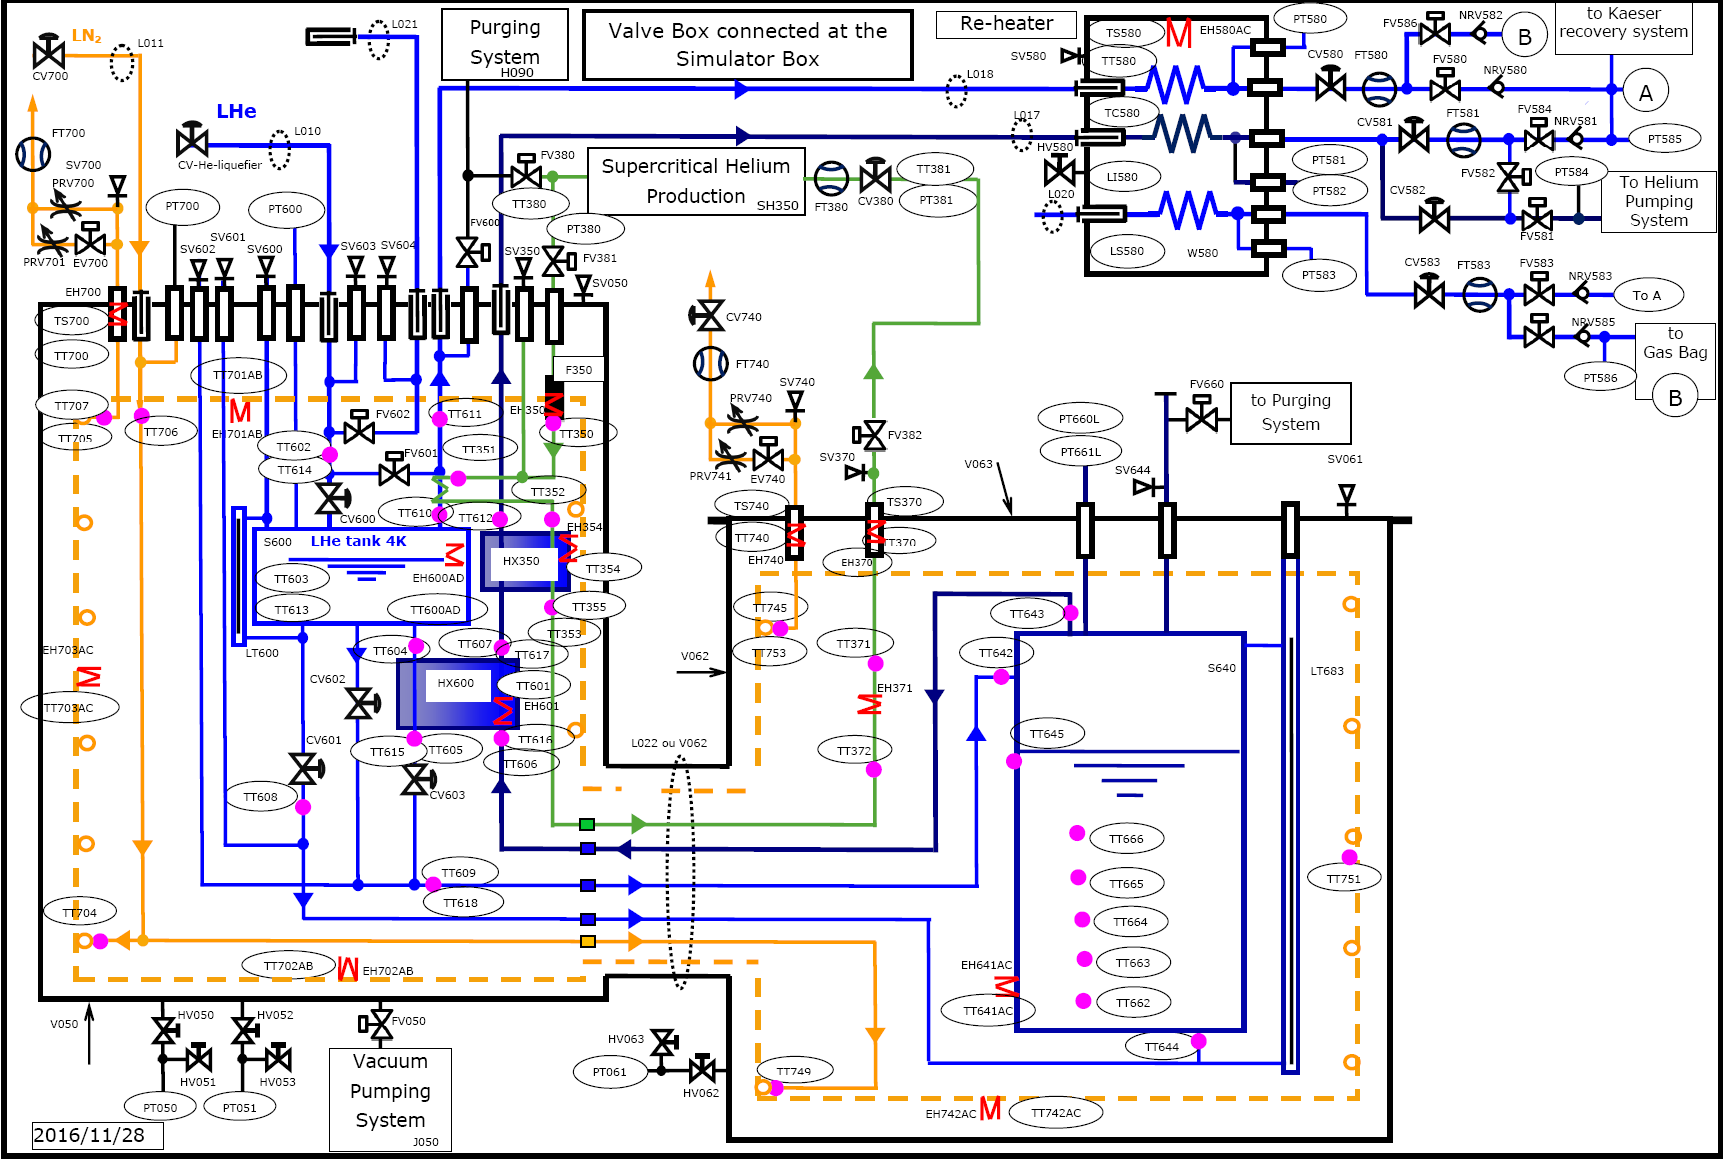 LN₂
L011
CV700
L021
Purging
System
H090
Valve Box connected at the
Simulator Box
Re-heater
SV580
TS580
EH580AC
TT580
TC580
LI580
LS580
W580
PT580
CV580
FT580
FV586
NRV582
B
FV580
NRV580
to Kaeser
recovery system
A
CV581
FT581
FV584
NRV581
PT585
PT581
PT582
PT583
CV582
FV582
PT584
FV581
To Helium
Pumping
System
CV583
FT583
FV583
NRV583
To A
NRV585
PT586
to
Gas Bag
B
L018
L017
HV580
L020
LHe
L010
CV-He-liquefier
FT700
SV700
PRV700
PRV701
EV700
PT700
PT600
SV602
SV601
SV600
SV603
SV604
FV380
TT380
FV600
SV350
PT380
FV381
SV050
Supercritical Helium
Production
SH350
FT380
CV380
TT381
PT381
EH700
TS700
TT700
TT707
TT705
TT706
TT701AB
EH701AB
TT602
TT614
FV602
FV601
TT611
TT351
EH350
F350
TT350
TT352
CV600
TT610
TT612
EH354
S600
LHe tank 4K
TT603
TT613
EH600AD
TT600AD
HX350
TT354
TT355
TT353
LT600
TT604
TT607
TT617
HX600
TT601
EH601
CV602
CV601
TT615
TT605
TT616
TT606
CV603
TT608
TT609
TT618
EH703AC
TT703AC
TT704
TT702AB
EH702AB
CV740
FT740
PRV740
SV740
PRV741
EV740
FV382
SV370
TS740
TT740
EH740
TS370
TT370
EH370
TT745
TT753
TT371
EH371
TT372
V062
L022 ou V062
V063
PT660L
PT661L
FV660
to Purging
System
SV644
SV061
TT643
TT642
S640
LT683
TT645
TT666
TT665
TT664
TT663
TT662
EH641AC
TT641AC
TT644
TT751
TT749
EH742AC
TT742AC
HV063
PT061
HV062
V050
HV050
HV052
HV051
HV053
PT050
PT051
FV050
Vacuum
Pumping
System
J050
2016/11/28